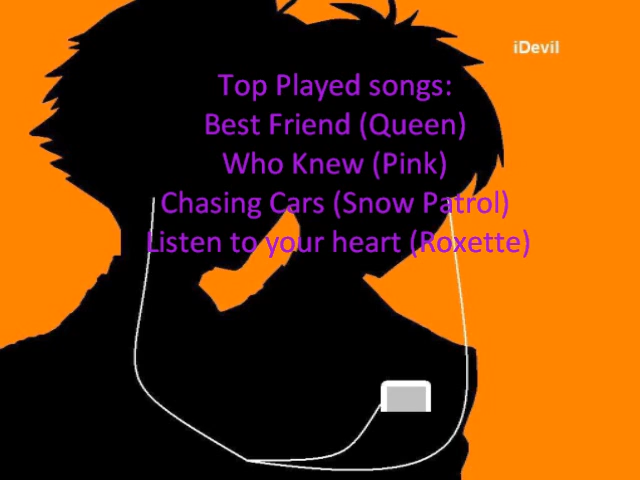 iDevil
Top Played songs:
Best Friend (Queen)
Who Knew (Pink)
Chasing Cars (Snow Patrol)
Listen to your heart (Roxette)